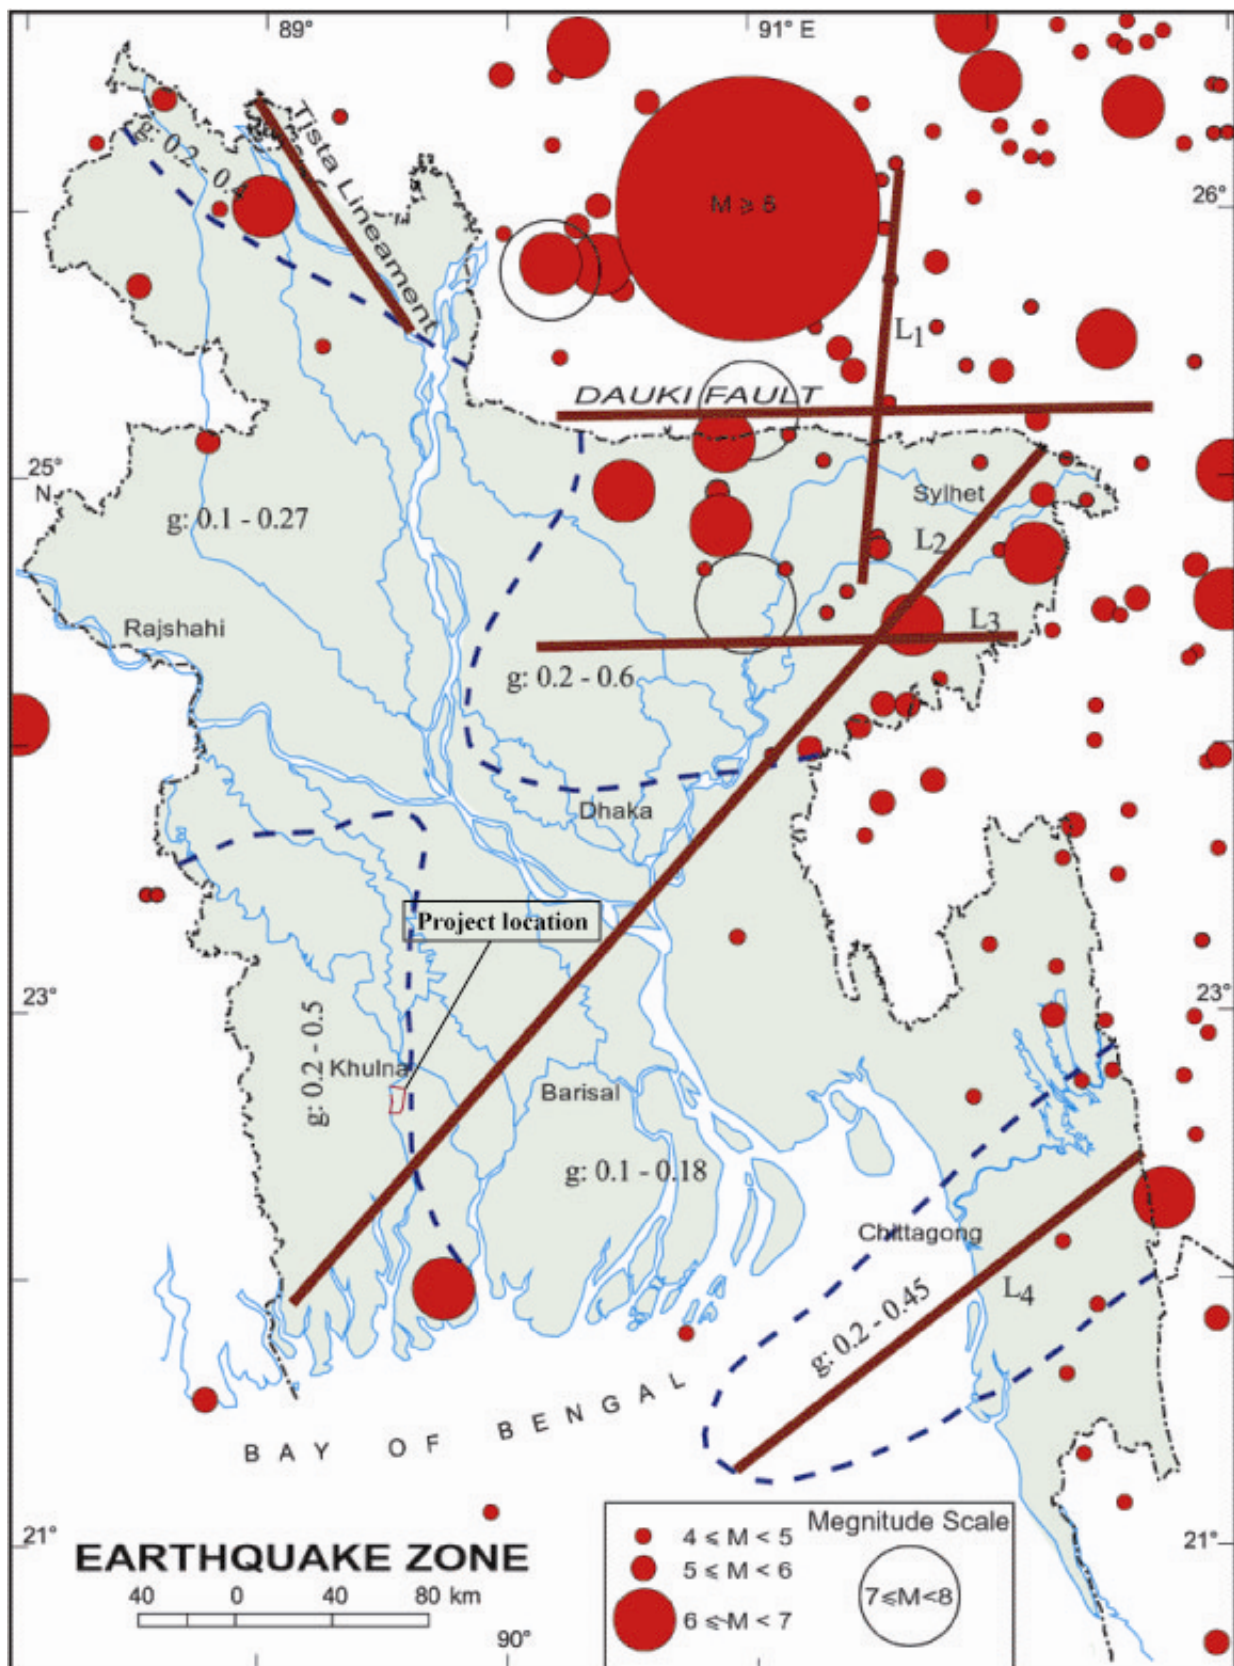 89°
91° E
Tista Lineament
g: 0.2 - 0.4
M ⩾ 6
26°
L1
DAUKI FAULT
25°
N
Sylhet
g: 0.1 - 0.27
L2
Rajshahi
L3
g: 0.2 - 0.6
Dhaka
Project location
23°
23°
g: 0.2 - 0.5
Khulna
Barisal
g: 0.1 - 0.18
Chittagong
L4
g: 0.2 - 0.45
BAY OF BENGAL
21°
21°
EARTHQUAKE ZONE
40 0 40 80 km
90°
Megnitude Scale
4 ⩽ M < 5
5 ⩽ M < 6
6 ⩽ M < 7
7⩽M<8